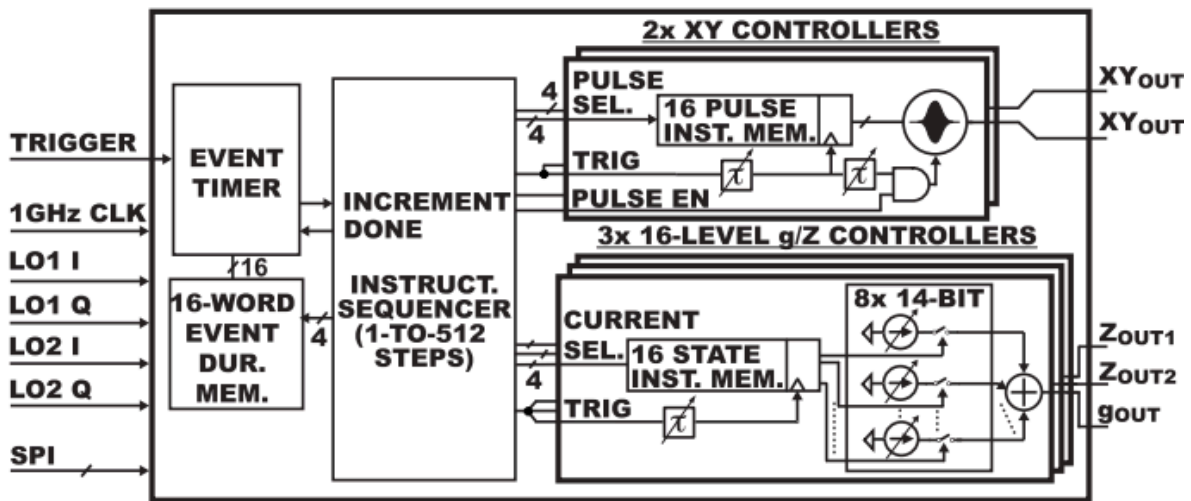 2x XY CONTROLLERS
PULSE
SEL.
4
4
16 PULSE
INST. MEM.
TRIG
τ
τ
PULSE EN
XYOUT
XYOUT
TRIGGER
1GHz CLK
LO1 I
LO1 Q
LO2 I
LO2 Q
SPI
EVENT
TIMER
16
16-WORD
EVENT
DUR.
MEM.
4
INCREMENT
DONE
INSTRUCT.
SEQUENCER
(1-TO-512
STEPS)
3x 16-LEVEL g/Z CONTROLLERS
CURRENT
SEL.
4
16 STATE
INST. MEM.
TRIG
τ
8x 14-BIT
ZOUT1
ZOUT2
gOUT